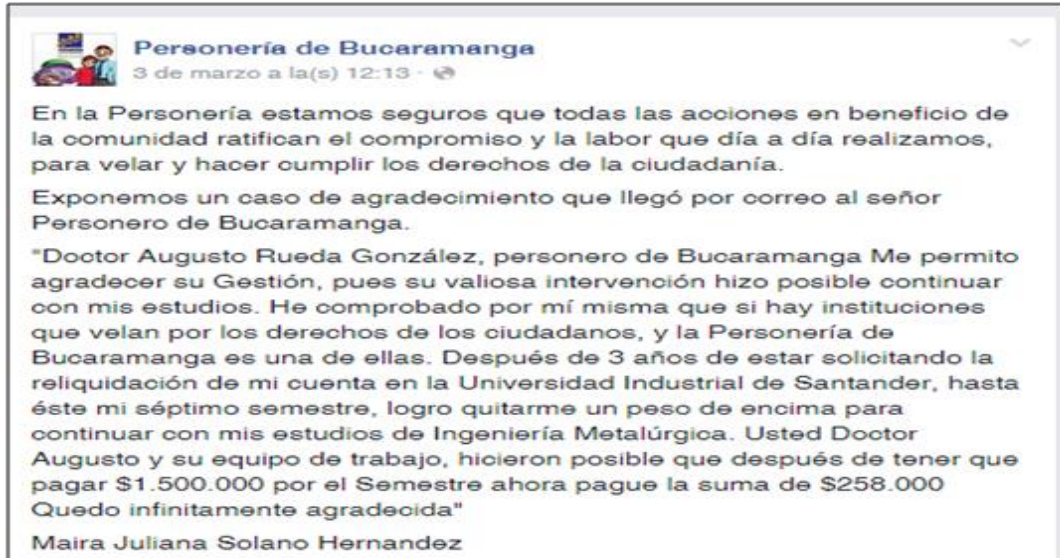 Personería de Bucaramanga
3 de marzo a la(s) 12:13 ·
En la Personería estamos seguros que todas las acciones en beneficio de
la comunidad ratifican el compromiso y la labor que día a día realizamos,
para velar y hacer cumplir los derechos de la ciudadanía.
Exponemos un caso de agradecimiento que llegó por correo al señor
Personero de Bucaramanga.
"Doctor Augusto Rueda González, personero de Bucaramanga Me permito
agradecer su Gestión, pues su valiosa intervención hizo posible continuar
con mis estudios. He comprobado por mí misma que si hay instituciones
que velan por los derechos de los ciudadanos, y la Personería de
Bucaramanga es una de ellas. Después de 3 años de estar solicitando la
reliquidación de mi cuenta en la Universidad Industrial de Santander, hasta
éste mi séptimo semestre, logro quitarme un peso de encima para
continuar con mis estudios de Ingeniería Metalúrgica. Usted Doctor
Augusto y su equipo de trabajo, hicieron posible que después de tener que
pagar $1.500.000 por el Semestre ahora pague la suma de $258.000
Quedo infinitamente agradecida"
Maira Juliana Solano Hernandez